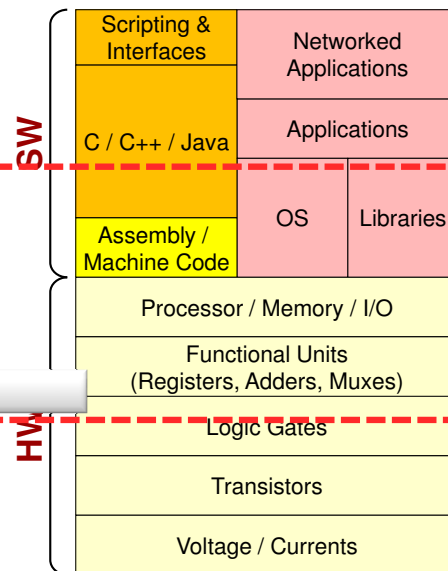 Scripting &
Interfaces
Networked
Applications
C / C++ / Java
Applications
SW
OS
Libraries
Assembly /
Machine Code
Processor / Memory / I/O
Functional Units
(Registers, Adders, Muxes)
HW
Logic Gates
Transistors
Voltage / Currents